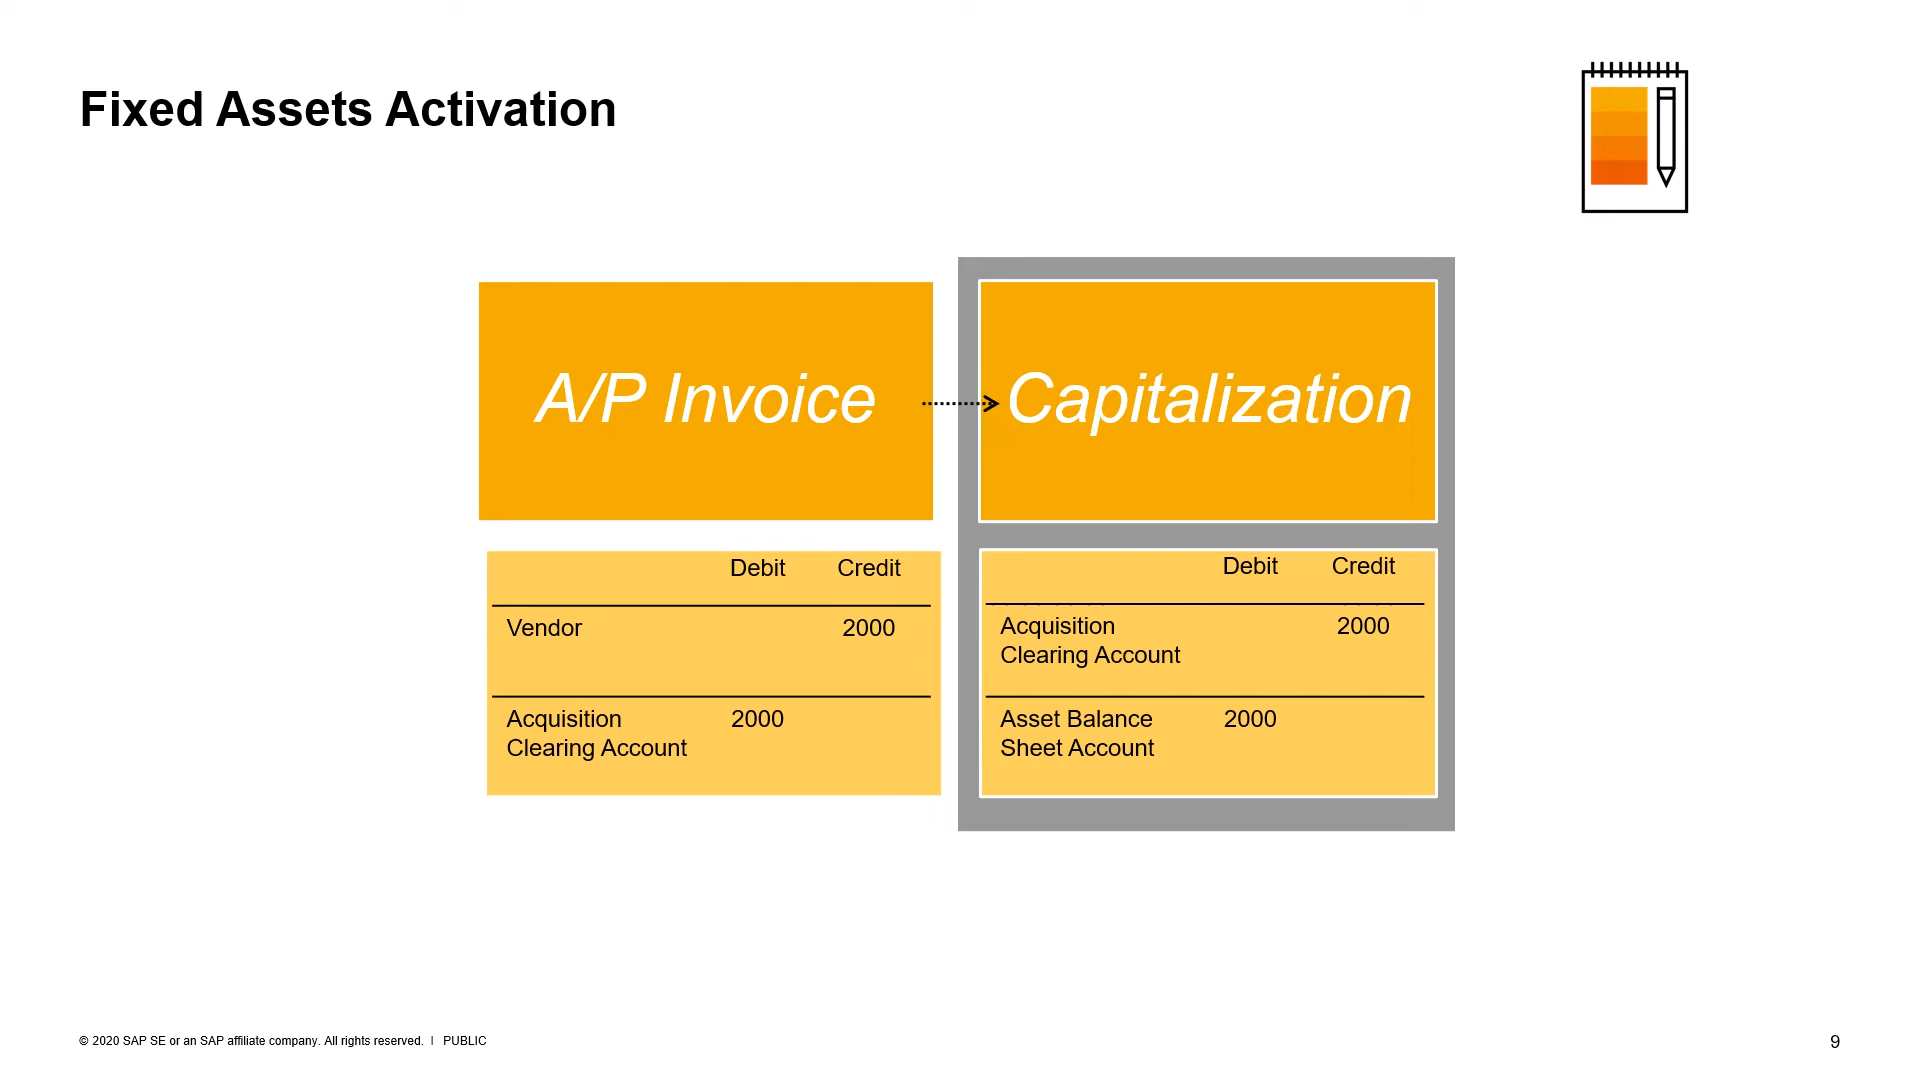 Fixed Assets Activation
A/P Invoice
Capitalization
Debit Credit
Vendor 2000
Acquisition 2000
Clearing Account
Debit Credit
Acquisition 2000
Clearing Account
Asset Balance 2000
Sheet Account
© 2020 SAP SE or an SAP affiliate company. All rights reserved. | PUBLIC
9